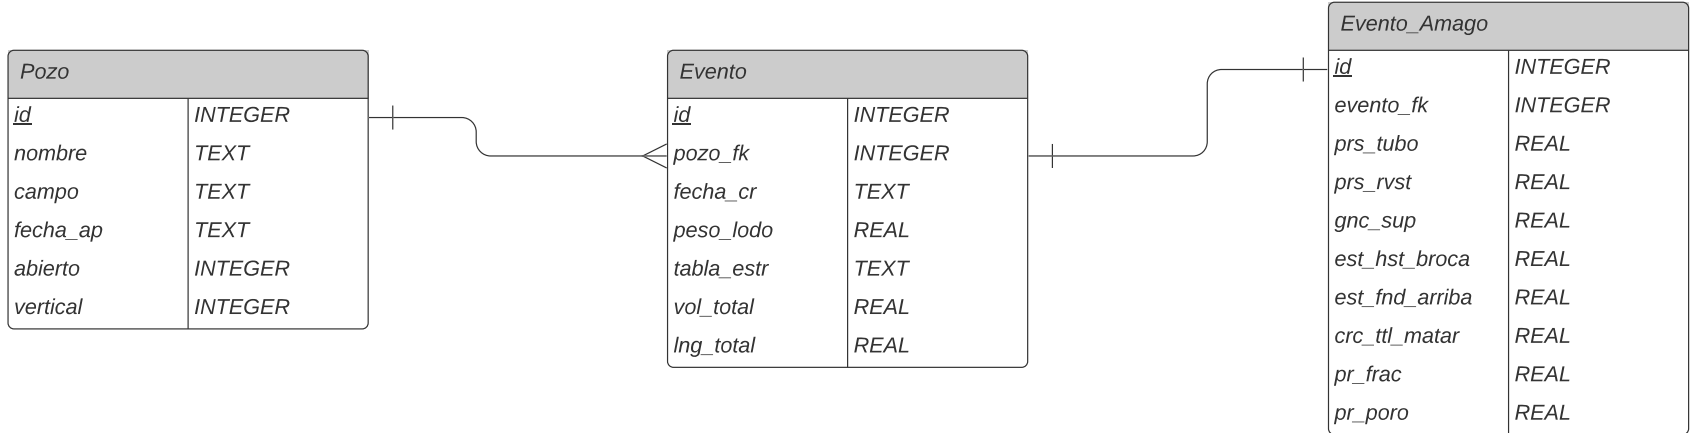 Pozo
id INTEGER
nombre TEXT
campo TEXT
fecha_ap TEXT
abierto INTEGER
vertical INTEGER
Evento
id INTEGER
pozo_fk INTEGER
fecha_cr TEXT
peso_lodo REAL
tabla_estr TEXT
vol_total REAL
lng_total REAL
Evento_Amago
id INTEGER
evento_fk INTEGER
prs_tubo REAL
prs_rvst REAL
gnc_sup REAL
est_hst_broca REAL
est_fnd_arriba REAL
crc_ttl_matar REAL
pr_frac REAL
pr_poro REAL